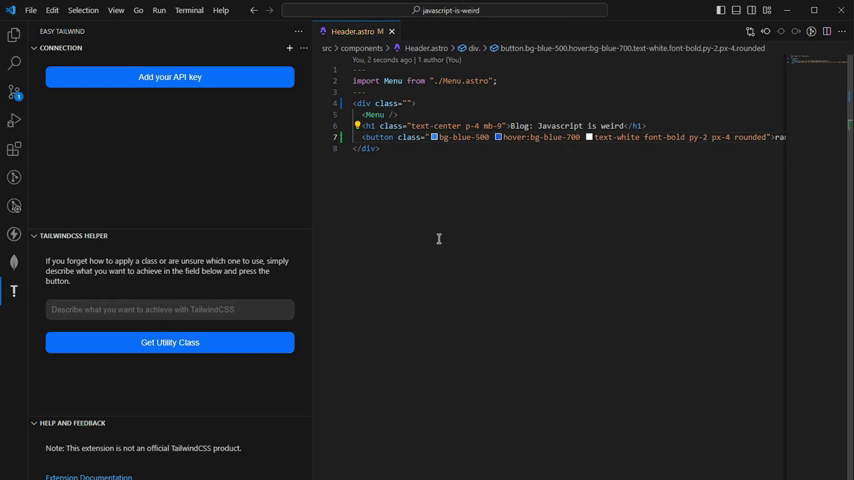 File Edit Selection View Go Run Terminal Help
javascript-is-weird
EASY TAILWIND
CONNECTION
Add your API key
TAILWINDCSS HELPER
If you forget how to apply a class or are unsure which one to use, simply
describe what you want to achieve in the field below and press the
button.
Describe what you want to achieve with TailwindCSS
Get Utility Class
HELP AND FEEDBACK
Note: This extension is not an official TailwindCSS product.
Extension Documentation
1
T
Header.astro M
src > components > Header.astro > div. > button.bg-blue-500.hover:bg-blue-700.text-white.font-bold.py-2.px-4.rounded
You, 2 seconds ago | 1 author (You)
1 ---
2 import Menu from "./Menu.astro";
3 ---
4 <div class="">
5 <Menu />
6 <h1 class="text-center p-4 mb-9">Blog: Javascript is weird</h1>
7 <button class="bg-blue-500 hover:bg-blue-700 text-white font-bold py-2 px-4 rounded">ran
8 </div>